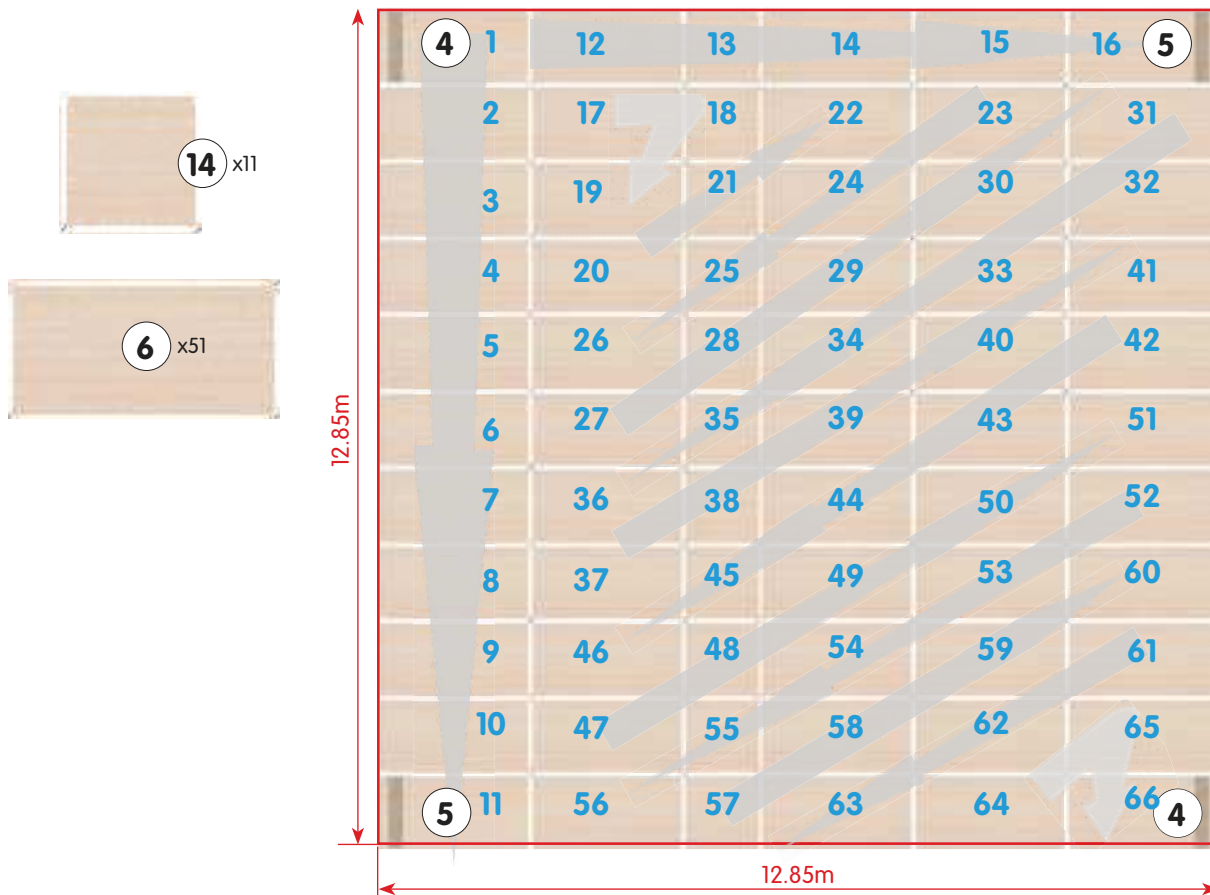 4 1 12 13 14 15 16 5
2 17 18 22 23 31
14 x11
3 19 21 24 30 32
4 20 25 29 33 41
6 x51
5 26 28 34 40 42
12.85m
6 27 35 39 43 51
7 36 38 44 50 52
8 37 45 49 53 60
9 46 48 54 59 61
10 47 55 58 62 65
5 11 56 57 63 64 66 4
12.85m